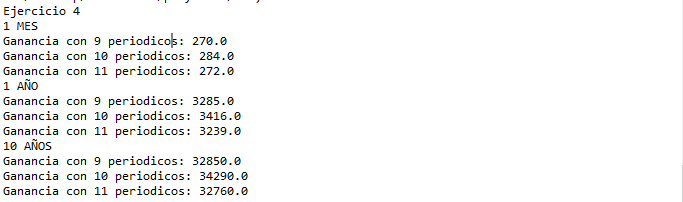 Ejercicio 4
1 MES
Ganancia con 9 periodicos: 270.0
Ganancia con 10 periodicos: 284.0
Ganancia con 11 periodicos: 272.0
1 AÑO
Ganancia con 9 periodicos: 3285.0
Ganancia con 10 periodicos: 3416.0
Ganancia con 11 periodicos: 3239.0
10 AÑOS
Ganancia con 9 periodicos: 32850.0
Ganancia con 10 periodicos: 34290.0
Ganancia con 11 periodicos: 32760.0